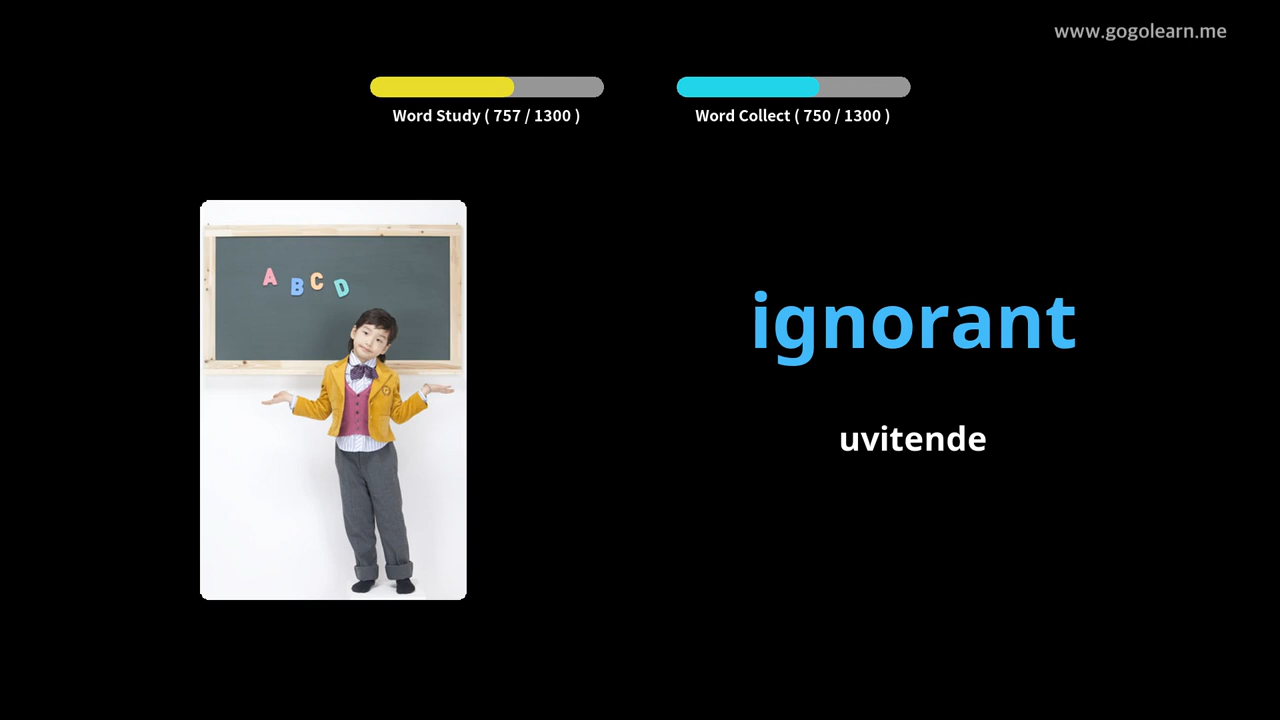 www.gogolearn.me
Word Study ( 757 / 1300 )
Word Collect ( 750 / 1300 )
A B C D
ignorant
uvitende